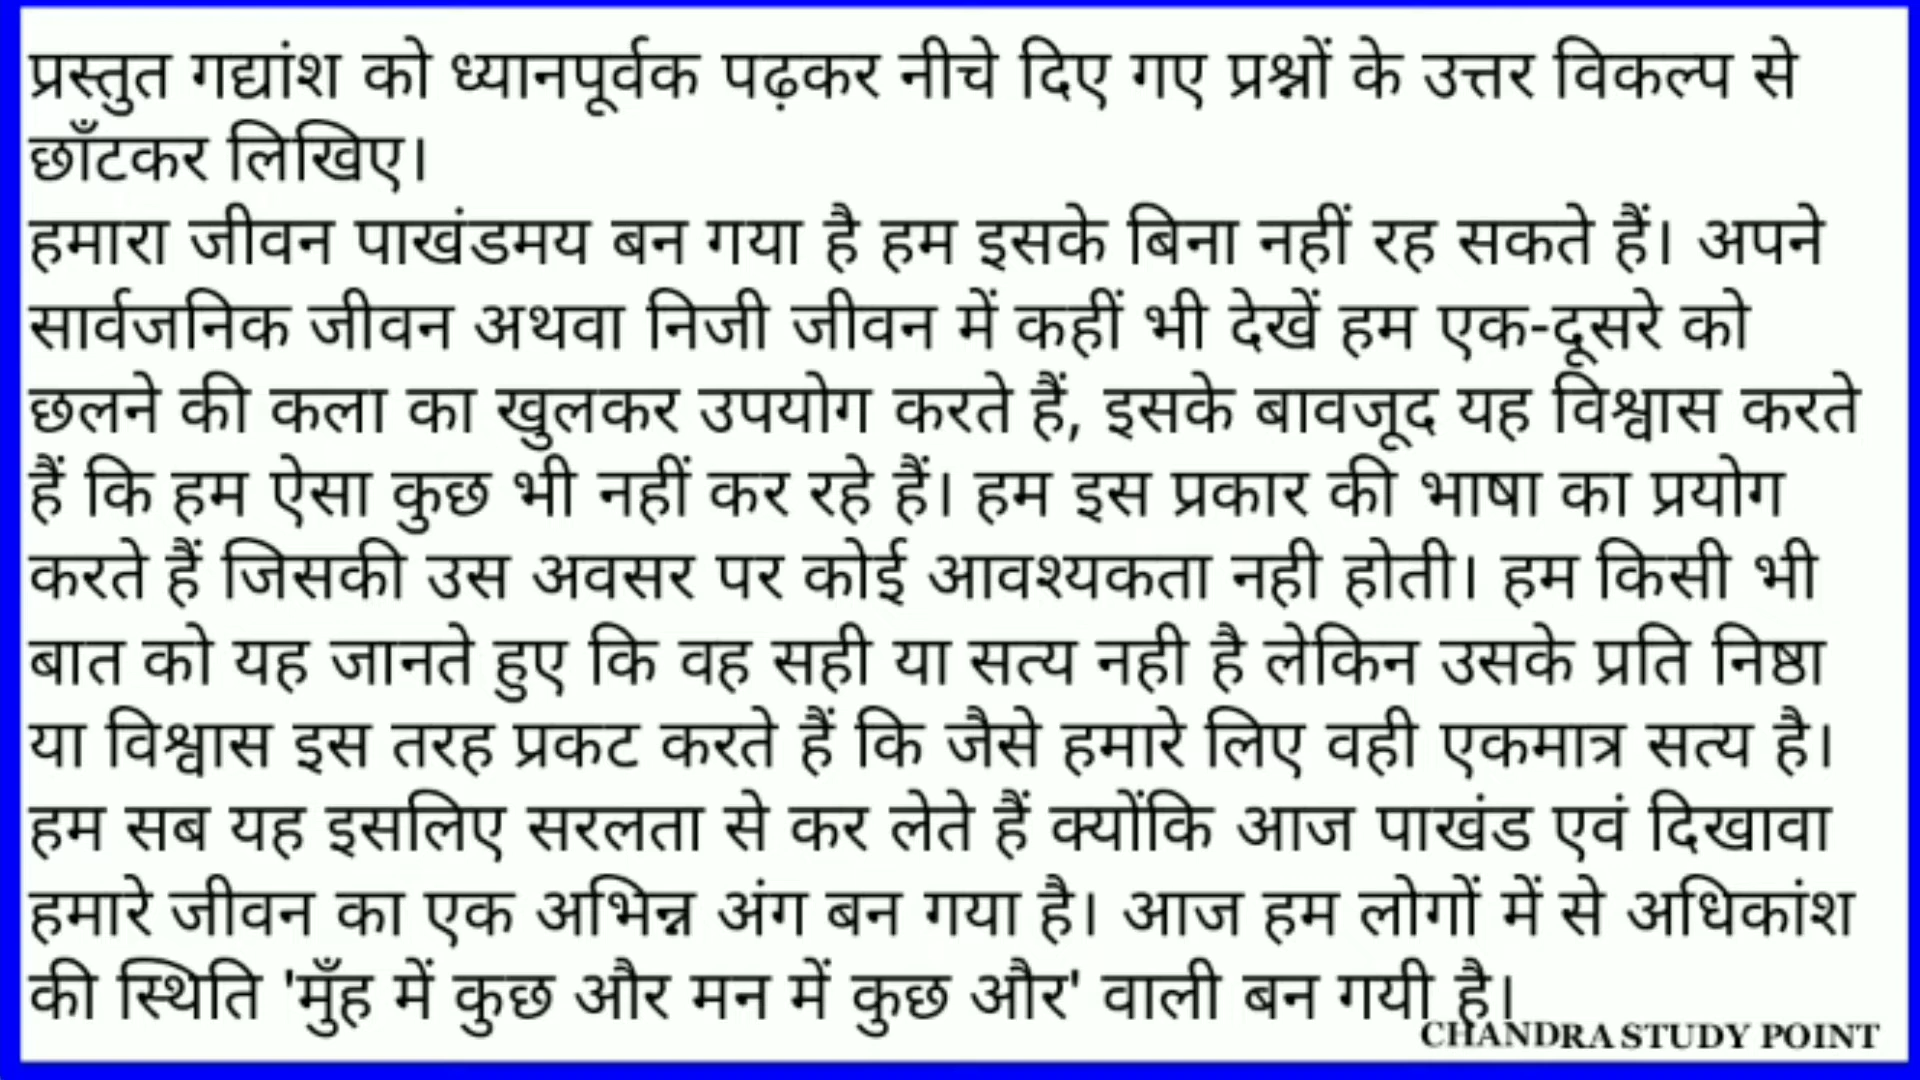 प्रस्तुत गद्यांश को ध्यानपूर्वक पढ़कर नीचे दिए गए प्रश्नों के उत्तर विकल्प से
छाँटकर लिखिए।
हमारा जीवन पाखंडमय बन गया है हम इसके बिना नहीं रह सकते हैं। अपने
सार्वजनिक जीवन अथवा निजी जीवन में कहीं भी देखें हम एक-दूसरे को
छलने की कला का खुलकर उपयोग करते हैं, इसके बावजूद यह विश्वास करते
हैं कि हम ऐसा कुछ भी नहीं कर रहे हैं। हम इस प्रकार की भाषा का प्रयोग
करते हैं जिसकी उस अवसर पर कोई आवश्यकता नही होती। हम किसी भी
बात को यह जानते हुए कि वह सही या सत्य नही है लेकिन उसके प्रति निष्ठा
या विश्वास इस तरह प्रकट करते हैं कि जैसे हमारे लिए वही एकमात्र सत्य है।
हम सब यह इसलिए सरलता से कर लेते हैं क्योंकि आज पाखंड एवं दिखावा
हमारे जीवन का एक अभिन्न अंग बन गया है। आज हम लोगों में से अधिकांश
की स्थिति 'मुँह में कुछ और मन में कुछ और' वाली बन गयी है।
CHANDRA STUDY POINT